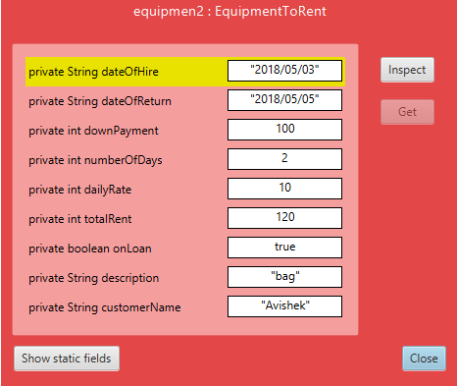 equipmen2 : EquipmentToRent
private String dateOfHire "2018/05/03"
Inspect
private String dateOfReturn "2018/05/05"
Get
private int downPayment 100
private int numberOfDays 2
private int dailyRate 10
private int totalRent 120
private boolean onLoan true
private String description "bag"
private String customerName "Avishek"
Show static fields
Close